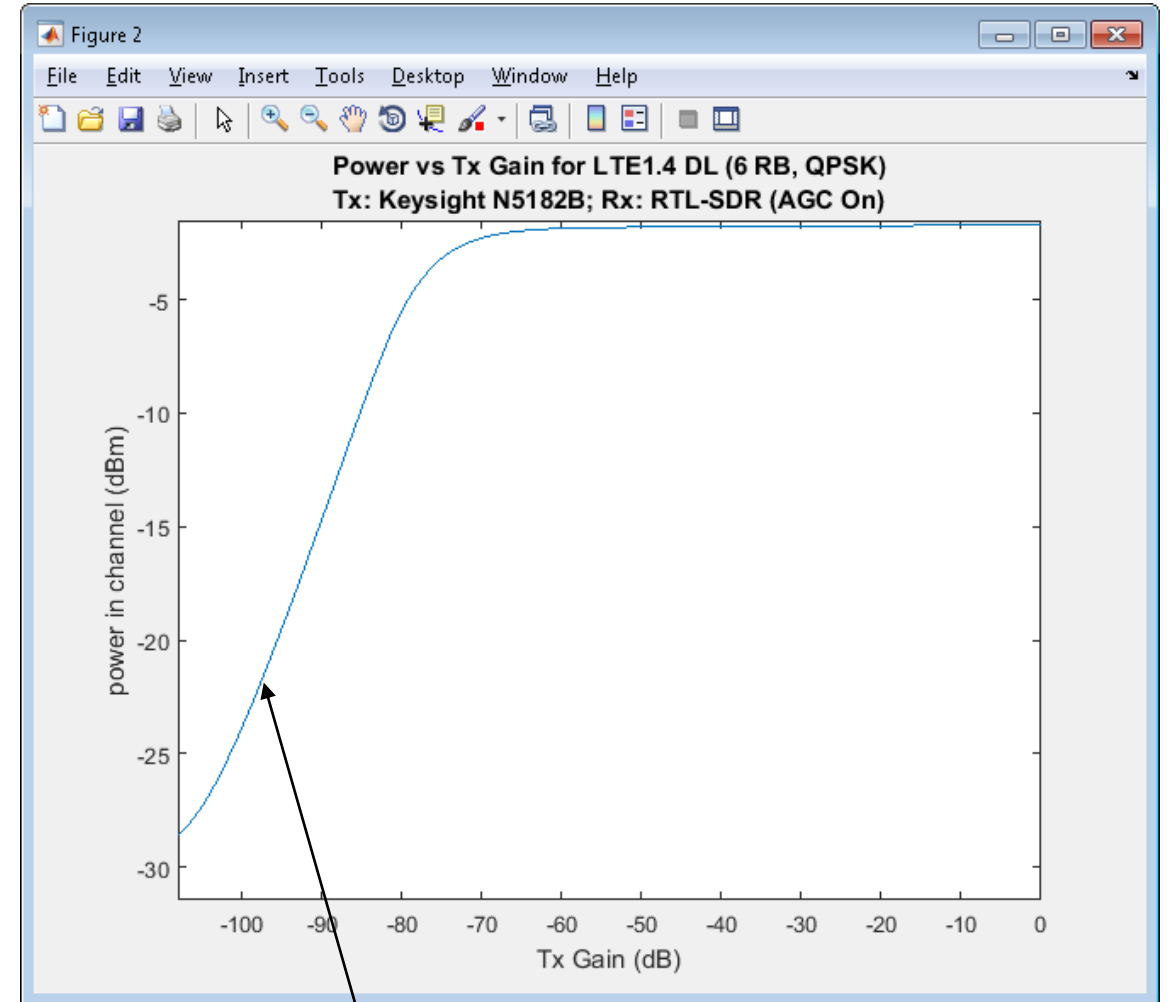 Figure 2
File Edit View Insert Tools Desktop Window Help
Power vs Tx Gain for LTE1.4 DL (6 RB, QPSK)
Tx: Keysight N5182B; Rx: RTL-SDR (AGC On)
power in channel (dBm)
-5
-10
-15
-20
-25
-30
-100 -90 -80 -70 -60 -50 -40 -30 -20 -10 0
Tx Gain (dB)